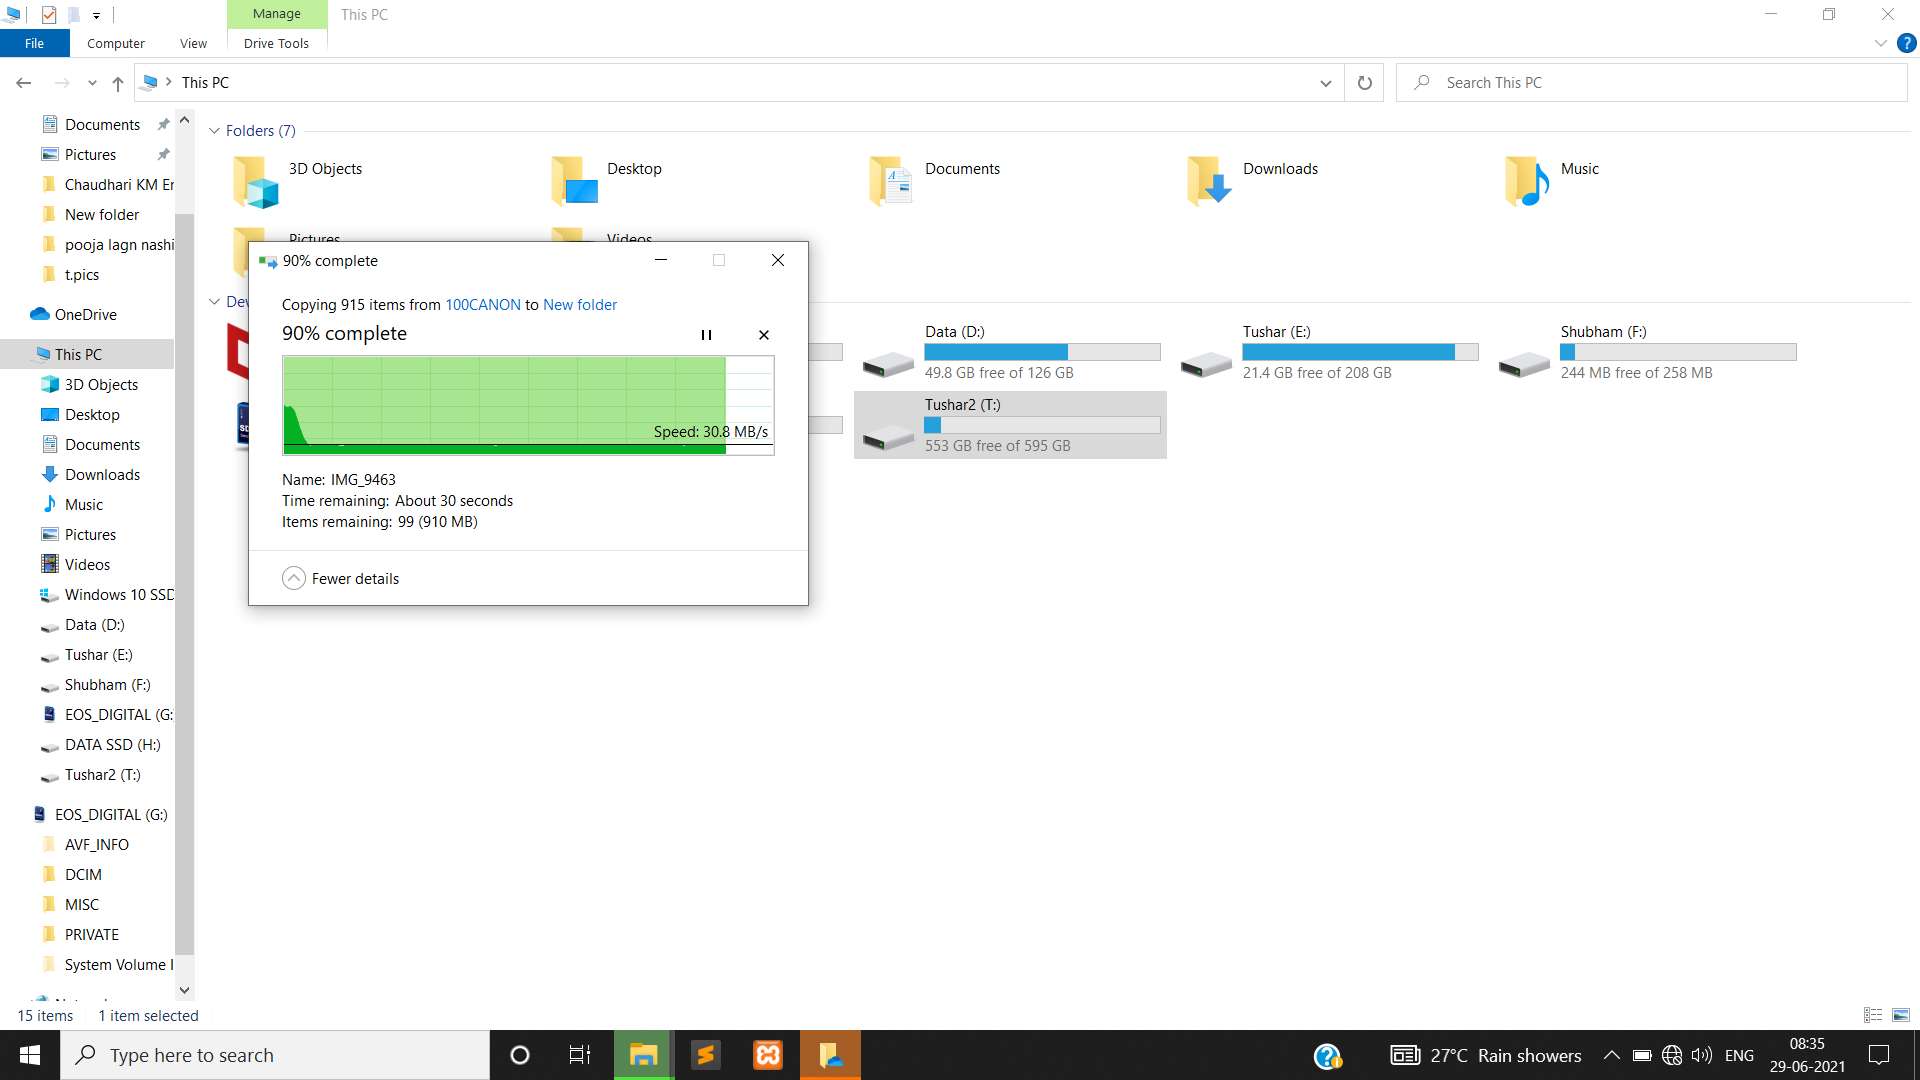 Manage
This PC
File
Computer
View
Drive Tools
This PC
Search This PC
Documents
Pictures
Chaudhari KM Er
New folder
pooja lagn nashi
t.pics
OneDrive
This PC
3D Objects
Desktop
Documents
Downloads
Music
Pictures
Videos
Windows 10 SSD
Data (D:)
Tushar (E:)
Shubham (F:)
EOS_DIGITAL (G:
DATA SSD (H:)
Tushar2 (T:)
EOS_DIGITAL (G:)
AVF_INFO
DCIM
MISC
PRIVATE
System Volume I
Folders (7)
3D Objects
Desktop
Documents
Downloads
Music
Pictures
Videos
Dev
Data (D:)
49.8 GB free of 126 GB
Tushar (E:)
21.4 GB free of 208 GB
Shubham (F:)
244 MB free of 258 MB
Tushar2 (T:)
553 GB free of 595 GB
90% complete
Copying 915 items from 100CANON to New folder
90% complete
Speed: 30.8 MB/s
Name: IMG_9463
Time remaining: About 30 seconds
Items remaining: 99 (910 MB)
Fewer details
15 items
1 item selected
Type here to search
27°C Rain showers
ENG
08:35
29-06-2021